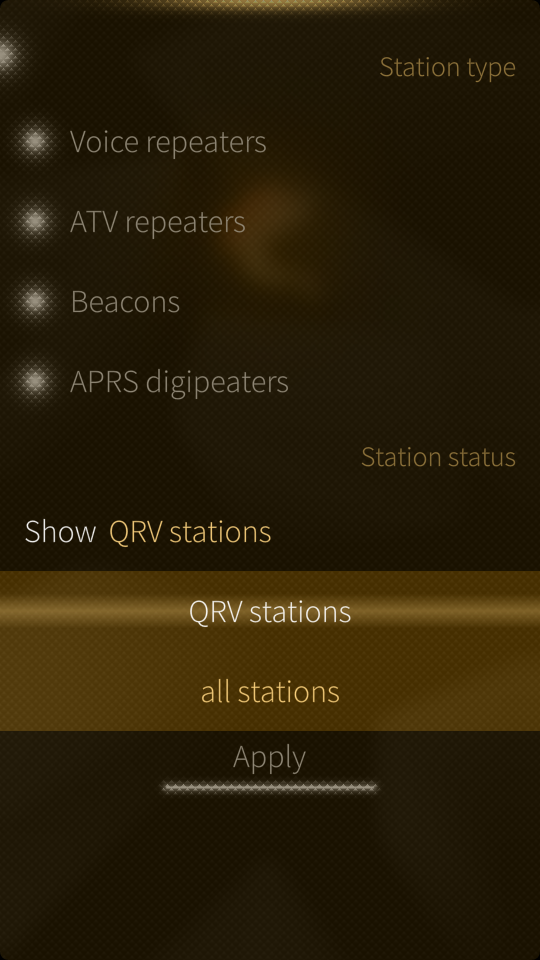 Station type
Voice repeaters
ATV repeaters
Beacons
APRS digipeaters
Station status
Show QRV stations
QRV stations
all stations
Apply